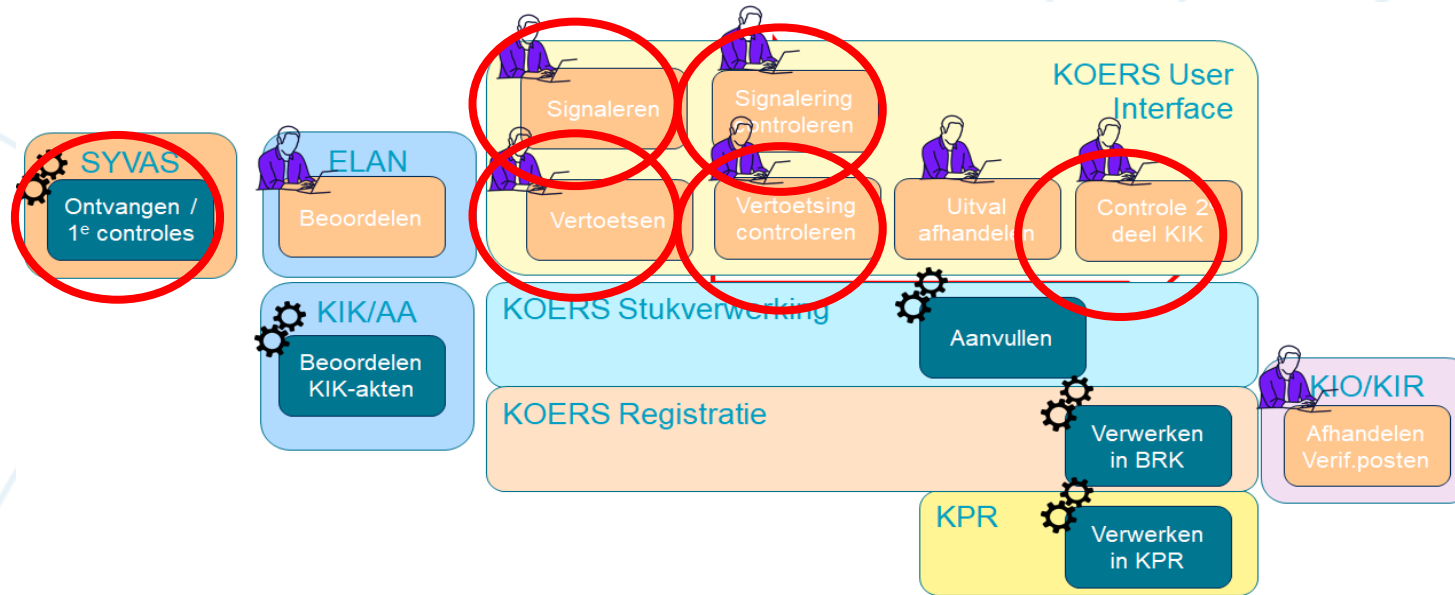 KOERS User
Interface
Signaleren
Signalering
controleren
SYVAS
Ontvangen /
1e controles
ELAN
Beoordelen
Vertoetsen
Vertoetsing
controleren
Uitval
afhandelen
Controle 2
deel KIK
KIK/AA
Beoordelen
KIK-akten
KOERS Stukverwerking
Aanvullen
KOERS Registratie
Verwerken
in BRK
KIO/KIR
Afhandelen
Verif.posten
KPR
Verwerken
in KPR